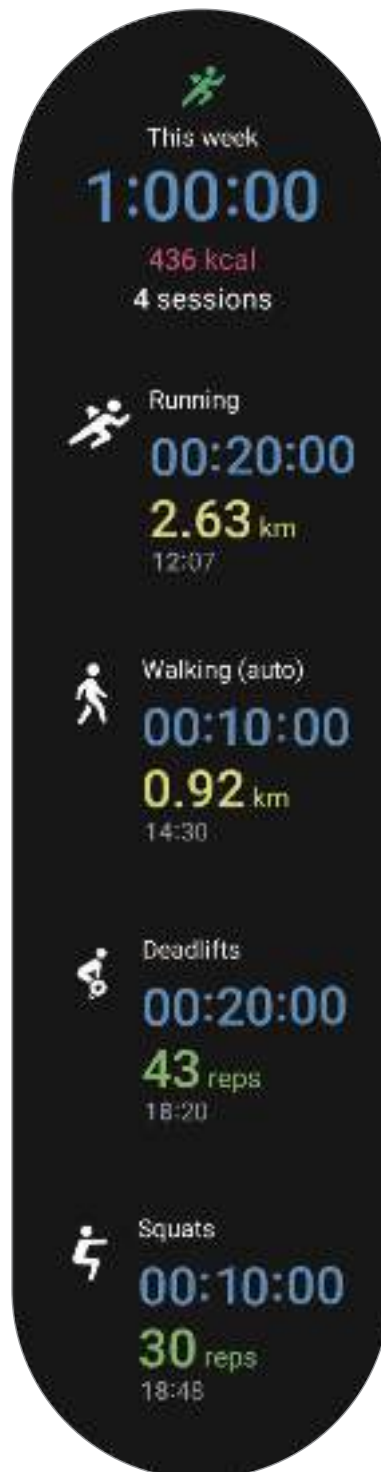 This week
1:00:00
436 kcal
4 sessions
Running
00:20:00
2.63 km
12:07
Walking (auto)
00:10:00
0.92 km
14:30
Deadlifts
00:20:00
43 reps
18:20
Squats
00:10:00
30 reps
18:48